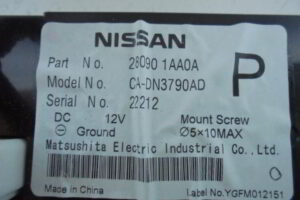 NISSAN
Part No. 28090 1AA0A
Model No. CA-DN3790AD
Serial No. 22212
P
DC 12V Mount Screw
⊖ Ground Ø5×10MAX
Matsushita Electric Industrial Co., Ltd.
Made in China Label No. YGFM012151